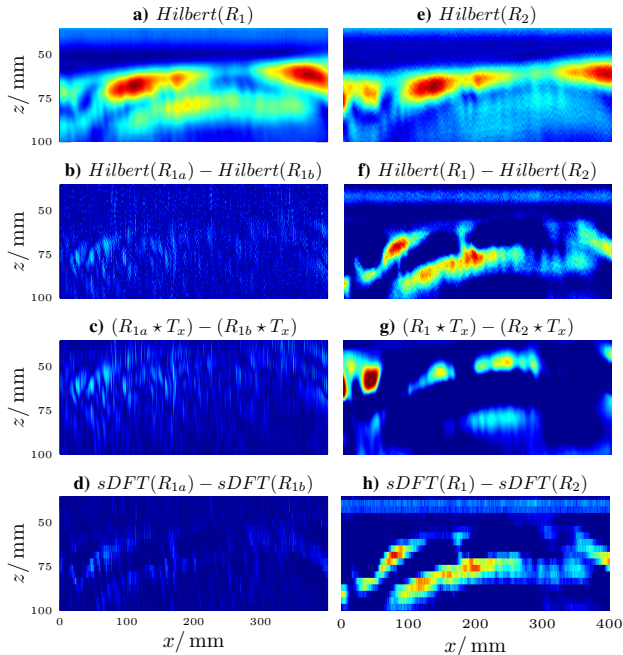 a) Hilbert(R₁)
e) Hilbert(R₂)
z/ mm
50
75
100
b) Hilbert(R₁ₐ) − Hilbert(R₁b)
f) Hilbert(R₁) − Hilbert(R₂)
z/ mm
50
75
100
c) (R₁ₐ ⋆ Tₓ) − (R₁b ⋆ Tₓ)
g) (R₁ ⋆ Tₓ) − (R₂ ⋆ Tₓ)
z/ mm
50
75
100
d) sDFT(R₁ₐ) − sDFT(R₁b)
h) sDFT(R₁) − sDFT(R₂)
z/ mm
50
75
100
0 100 200 300
0 100 200 300 400
x/ mm
x/ mm